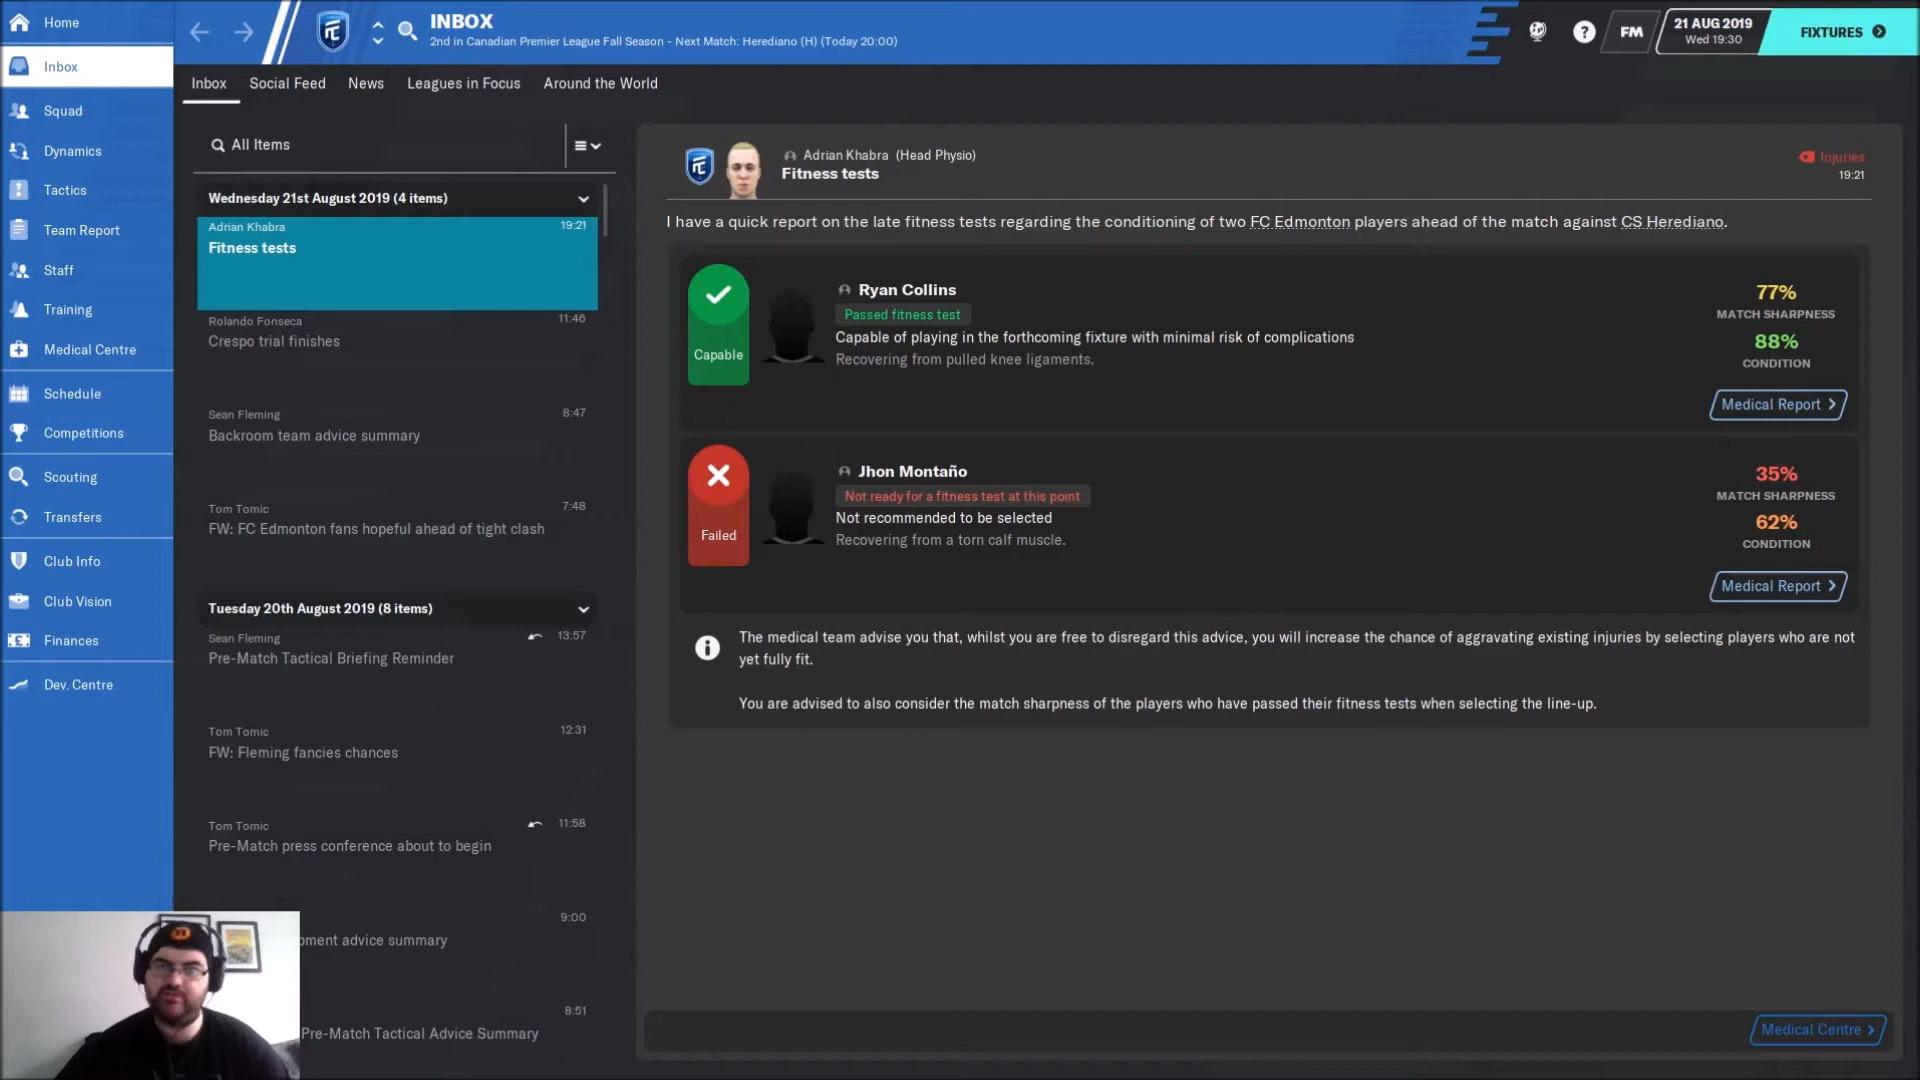 Home
Inbox
Squad
Dynamics
Tactics
Team Report
Staff
Training
Medical Centre
Schedule
Competitions
Scouting
Transfers
Club Info
Club Vision
Finances
Dev. Centre
INBOX
2nd in Canadian Premier League Fall Season - Next Match: Herediano (H) (Today 20:00)
?
FM
21 AUG 2019
Wed 19:30
FIXTURES
Inbox Social Feed News Leagues in Focus Around the World
All Items
Wednesday 21st August 2019 (4 items)
Adrian Khabra 19:21
Fitness tests
Rolando Fonseca 11:46
Crespo trial finishes
Sean Fleming 8:47
Backroom team advice summary
Tom Tomic 7:48
FW: FC Edmonton fans hopeful ahead of tight clash
Tuesday 20th August 2019 (8 items)
Sean Fleming 13:57
Pre-Match Tactical Briefing Reminder
Tom Tomic 12:31
FW: Fleming fancies chances
Tom Tomic 11:58
Pre-Match press conference about to begin
9:00
advice summary
8:51
Pre-Match Tactical Advice Summary
Adrian Khabra (Head Physio)
Fitness tests
Injuries
19:21
I have a quick report on the late fitness tests regarding the conditioning of two FC Edmonton players ahead of the match against CS Herediano.
Capable
Ryan Collins
Passed fitness test
Capable of playing in the forthcoming fixture with minimal risk of complications
Recovering from pulled knee ligaments.
77%
MATCH SHARPNESS
88%
CONDITION
Medical Report
Failed
Jhon Montaño
Not ready for a fitness test at this point
Not recommended to be selected
Recovering from a torn calf muscle.
35%
MATCH SHARPNESS
62%
CONDITION
Medical Report
The medical team advise you that, whilst you are free to disregard this advice, you will increase the chance of aggravating existing injuries by selecting players who are not
yet fully fit.
You are advised to also consider the match sharpness of the players who have passed their fitness tests when selecting the line-up.
Medical Centre